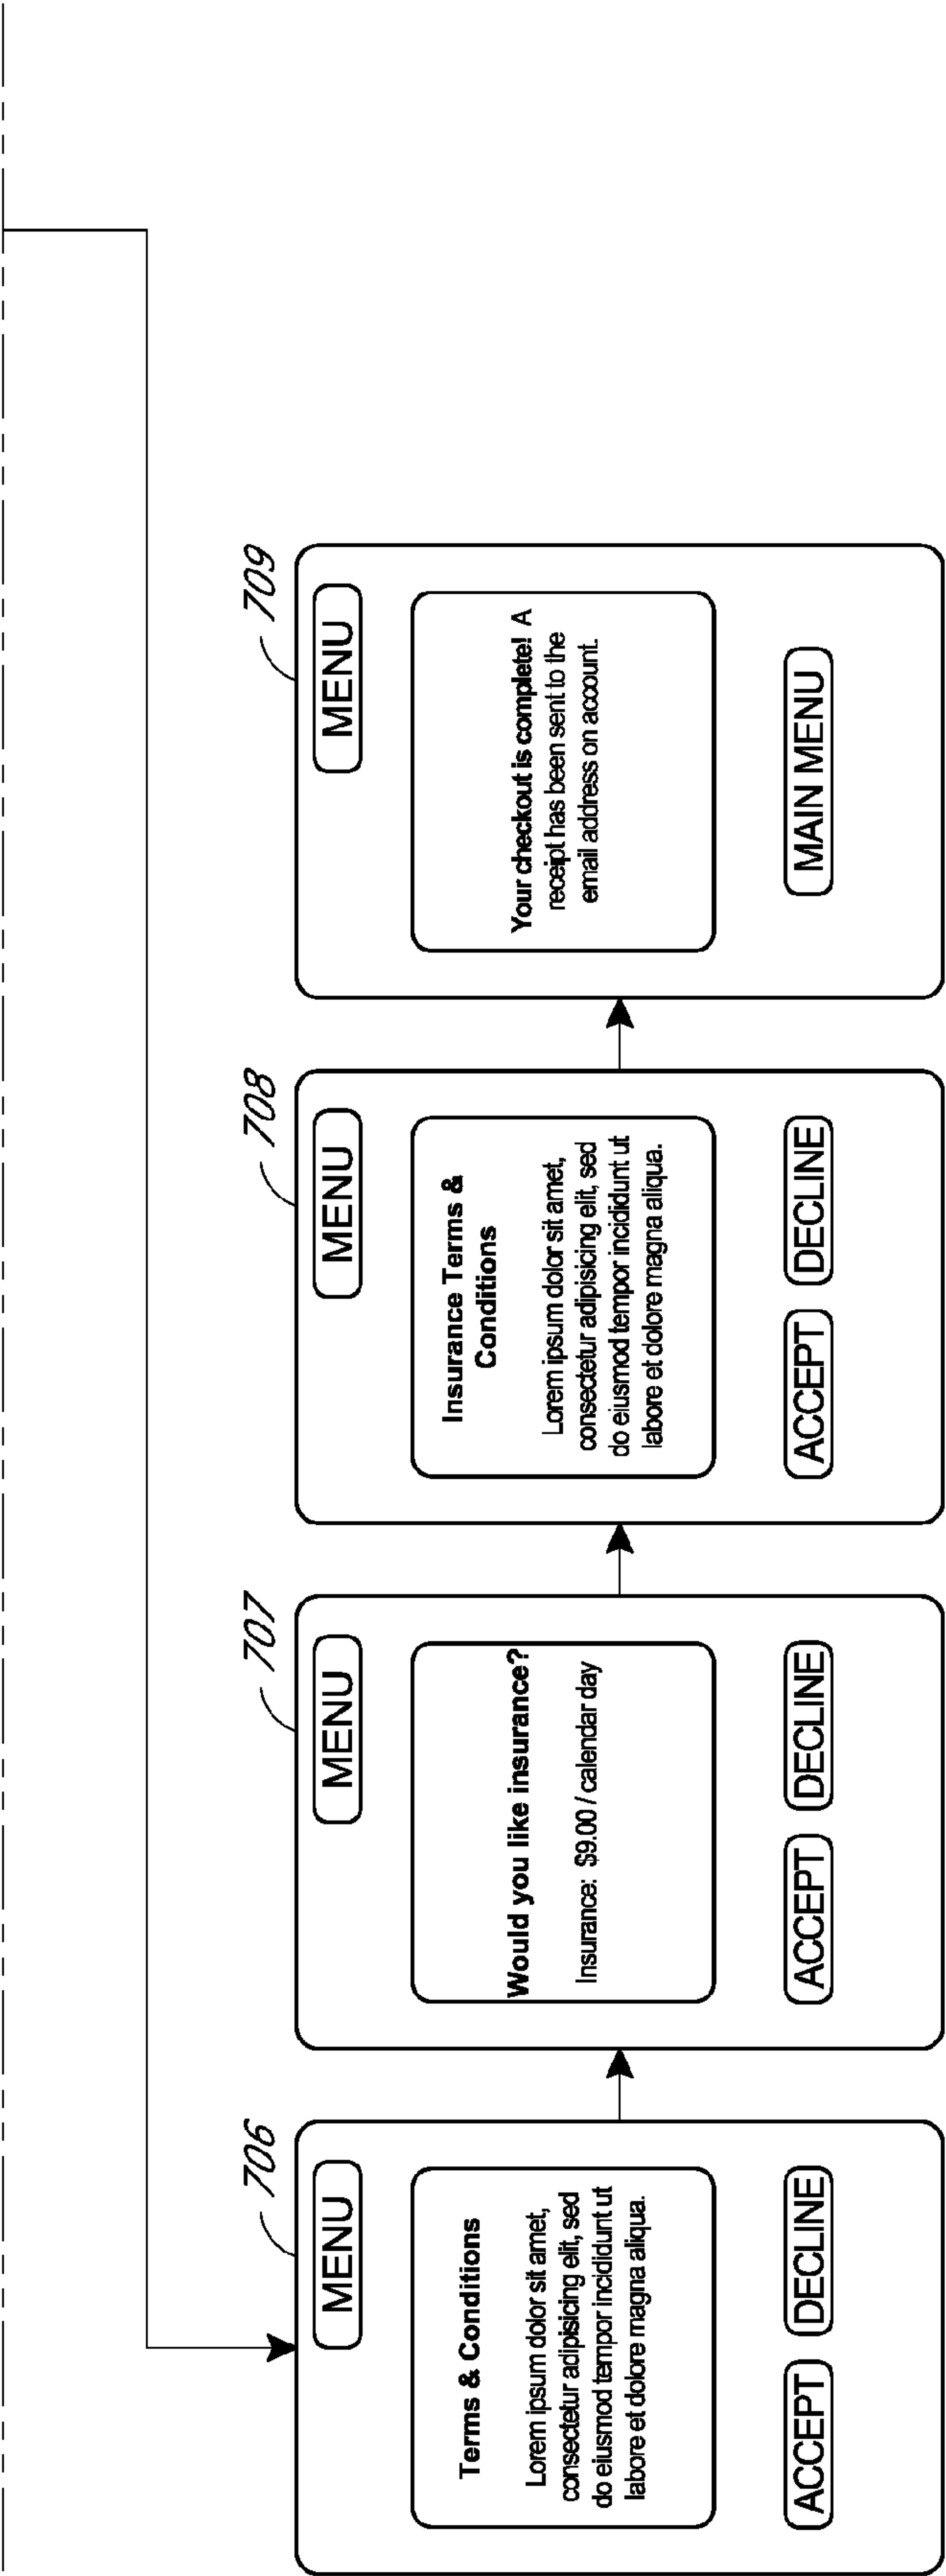 706
MENU
Terms & Conditions
Lorem ipsum dolor sit amet,
consectetur adipisicing elit, sed
do eiusmod tempor incididunt ut
labore et dolore magna aliqua.
ACCEPT
DECLINE
707
MENU
Would you like insurance?
Insurance: $9.00 / calendar day
ACCEPT
DECLINE
708
MENU
Insurance Terms &
Conditions
Lorem ipsum dolor sit amet,
consectetur adipisicing elit, sed
do eiusmod tempor incididunt ut
labore et dolore magna aliqua.
ACCEPT
DECLINE
709
MENU
Your checkout is complete! A
receipt has been sent to the
email address on account.
MAIN MENU